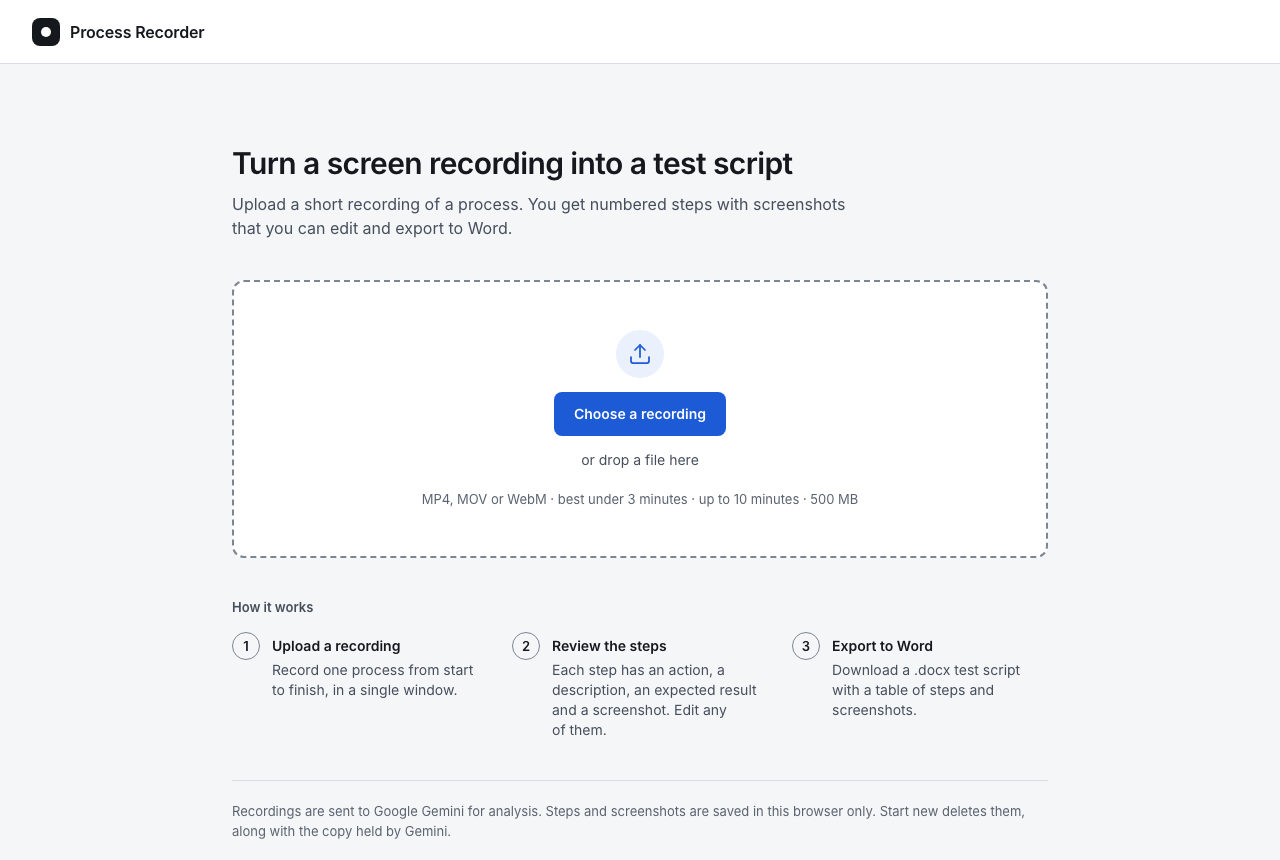 Process Recorder
Turn a screen recording into a test script
Upload a short recording of a process. You get numbered steps with screenshots
that you can edit and export to Word.
Choose a recording
or drop a file here
MP4, MOV or WebM · best under 3 minutes · up to 10 minutes · 500 MB
How it works
1
Upload a recording
Record one process from start
to finish, in a single window.
2
Review the steps
Each step has an action, a
description, an expected result
and a screenshot. Edit any
of them.
3
Export to Word
Download a .docx test script
with a table of steps and
screenshots.
Recordings are sent to Google Gemini for analysis. Steps and screenshots are saved in this browser only. Start new deletes them,
along with the copy held by Gemini.